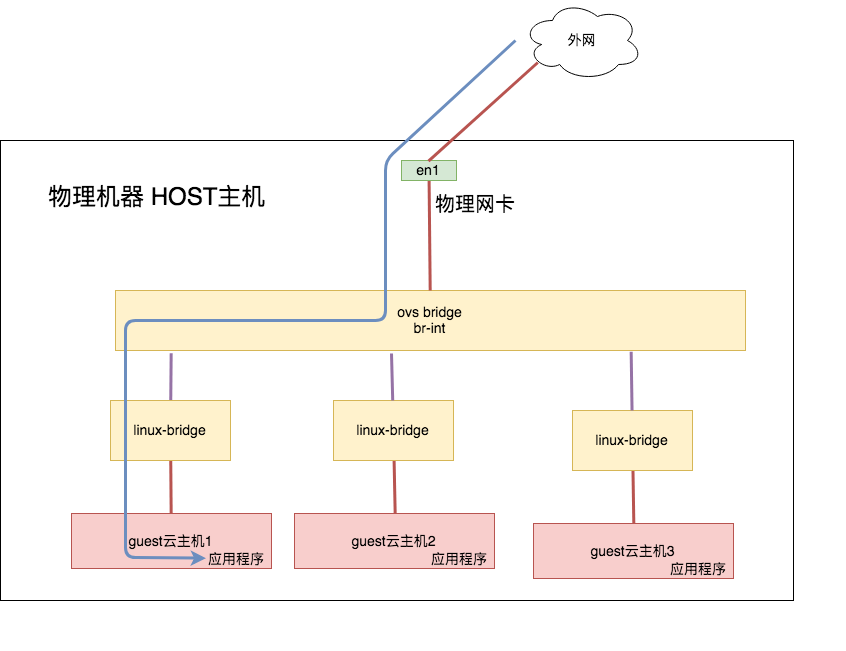 外网
en1
物理机器 HOST主机
物理网卡
ovs bridge
br-int
linux-bridge
linux-bridge
linux-bridge
guest云主机1
应用程序
guest云主机2
应用程序
guest云主机3
应用程序